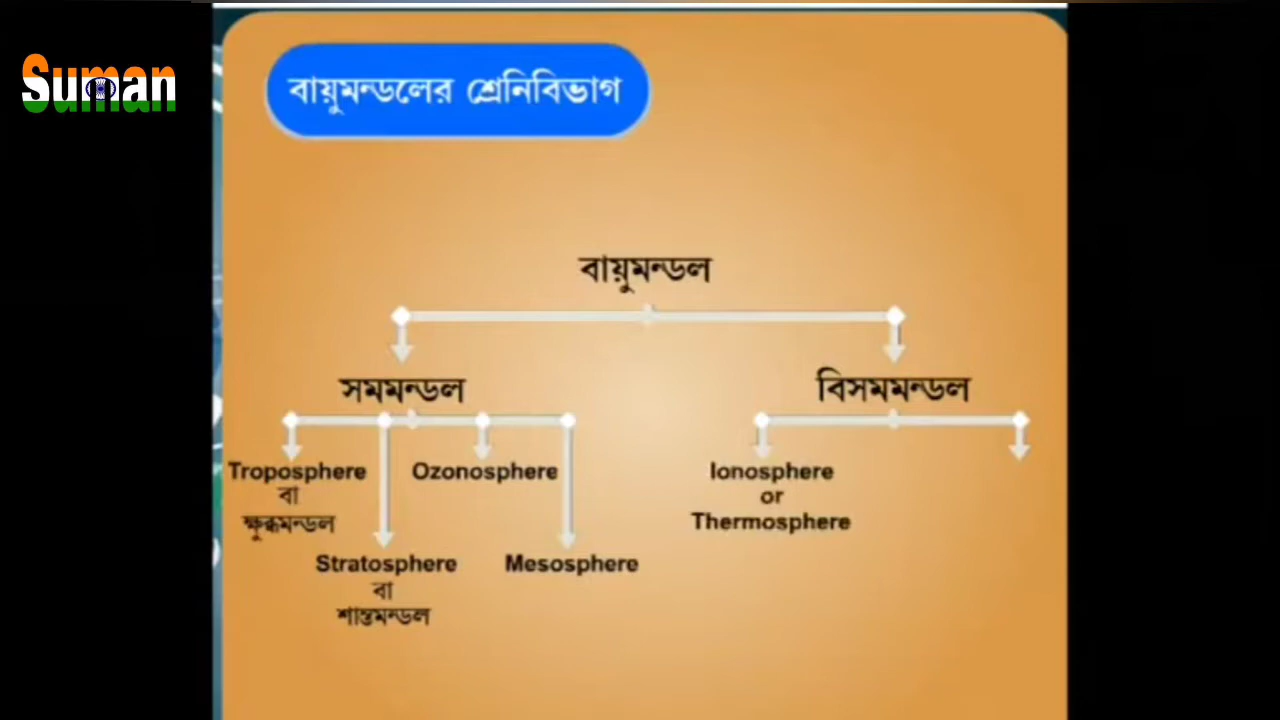 Suman
বায়ুমন্ডলের শ্রেনিবিভাগ
বায়ুমন্ডল
সমমন্ডল
বিসমমন্ডল
Troposphere
বা
ক্ষুব্ধমন্ডল
Stratosphere
বা
শান্তমন্ডল
Ozonosphere
Mesosphere
Ionosphere
or
Thermosphere